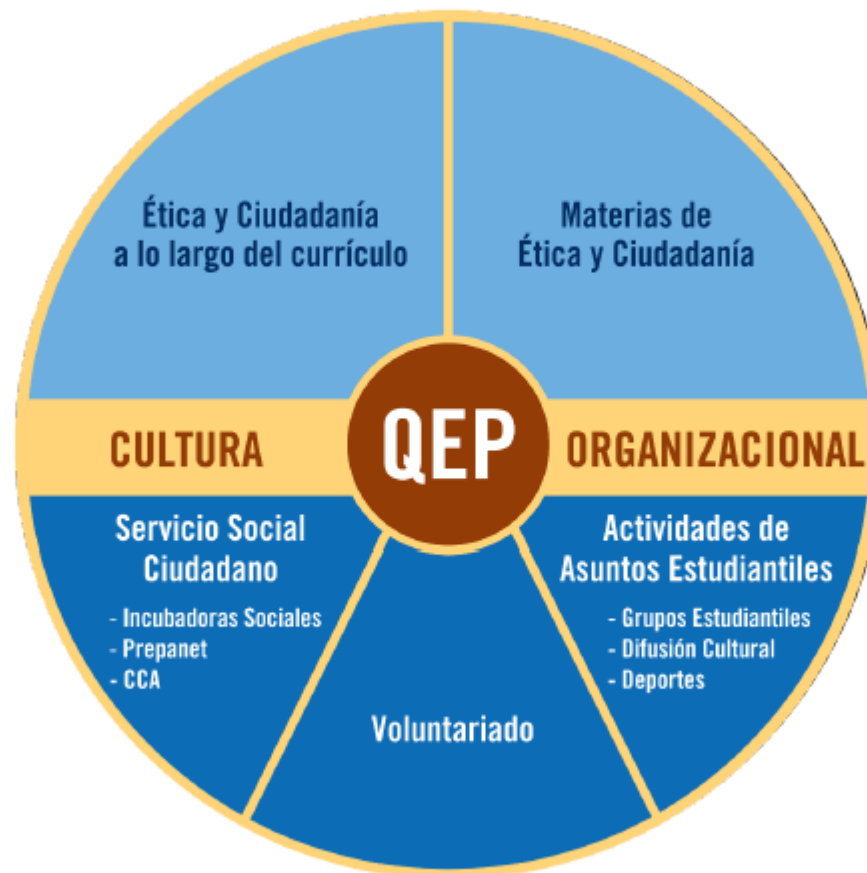 Ética y Ciudadanía
a lo largo del currículo
Materias de
Ética y Ciudadanía
CULTURA
QEP
ORGANIZACIONAL
Servicio Social
Ciudadano
- Incubadoras Sociales
- Prepanet
- CCA
Voluntariado
Actividades de
Asuntos Estudiantiles
- Grupos Estudiantiles
- Difusión Cultural
- Deportes